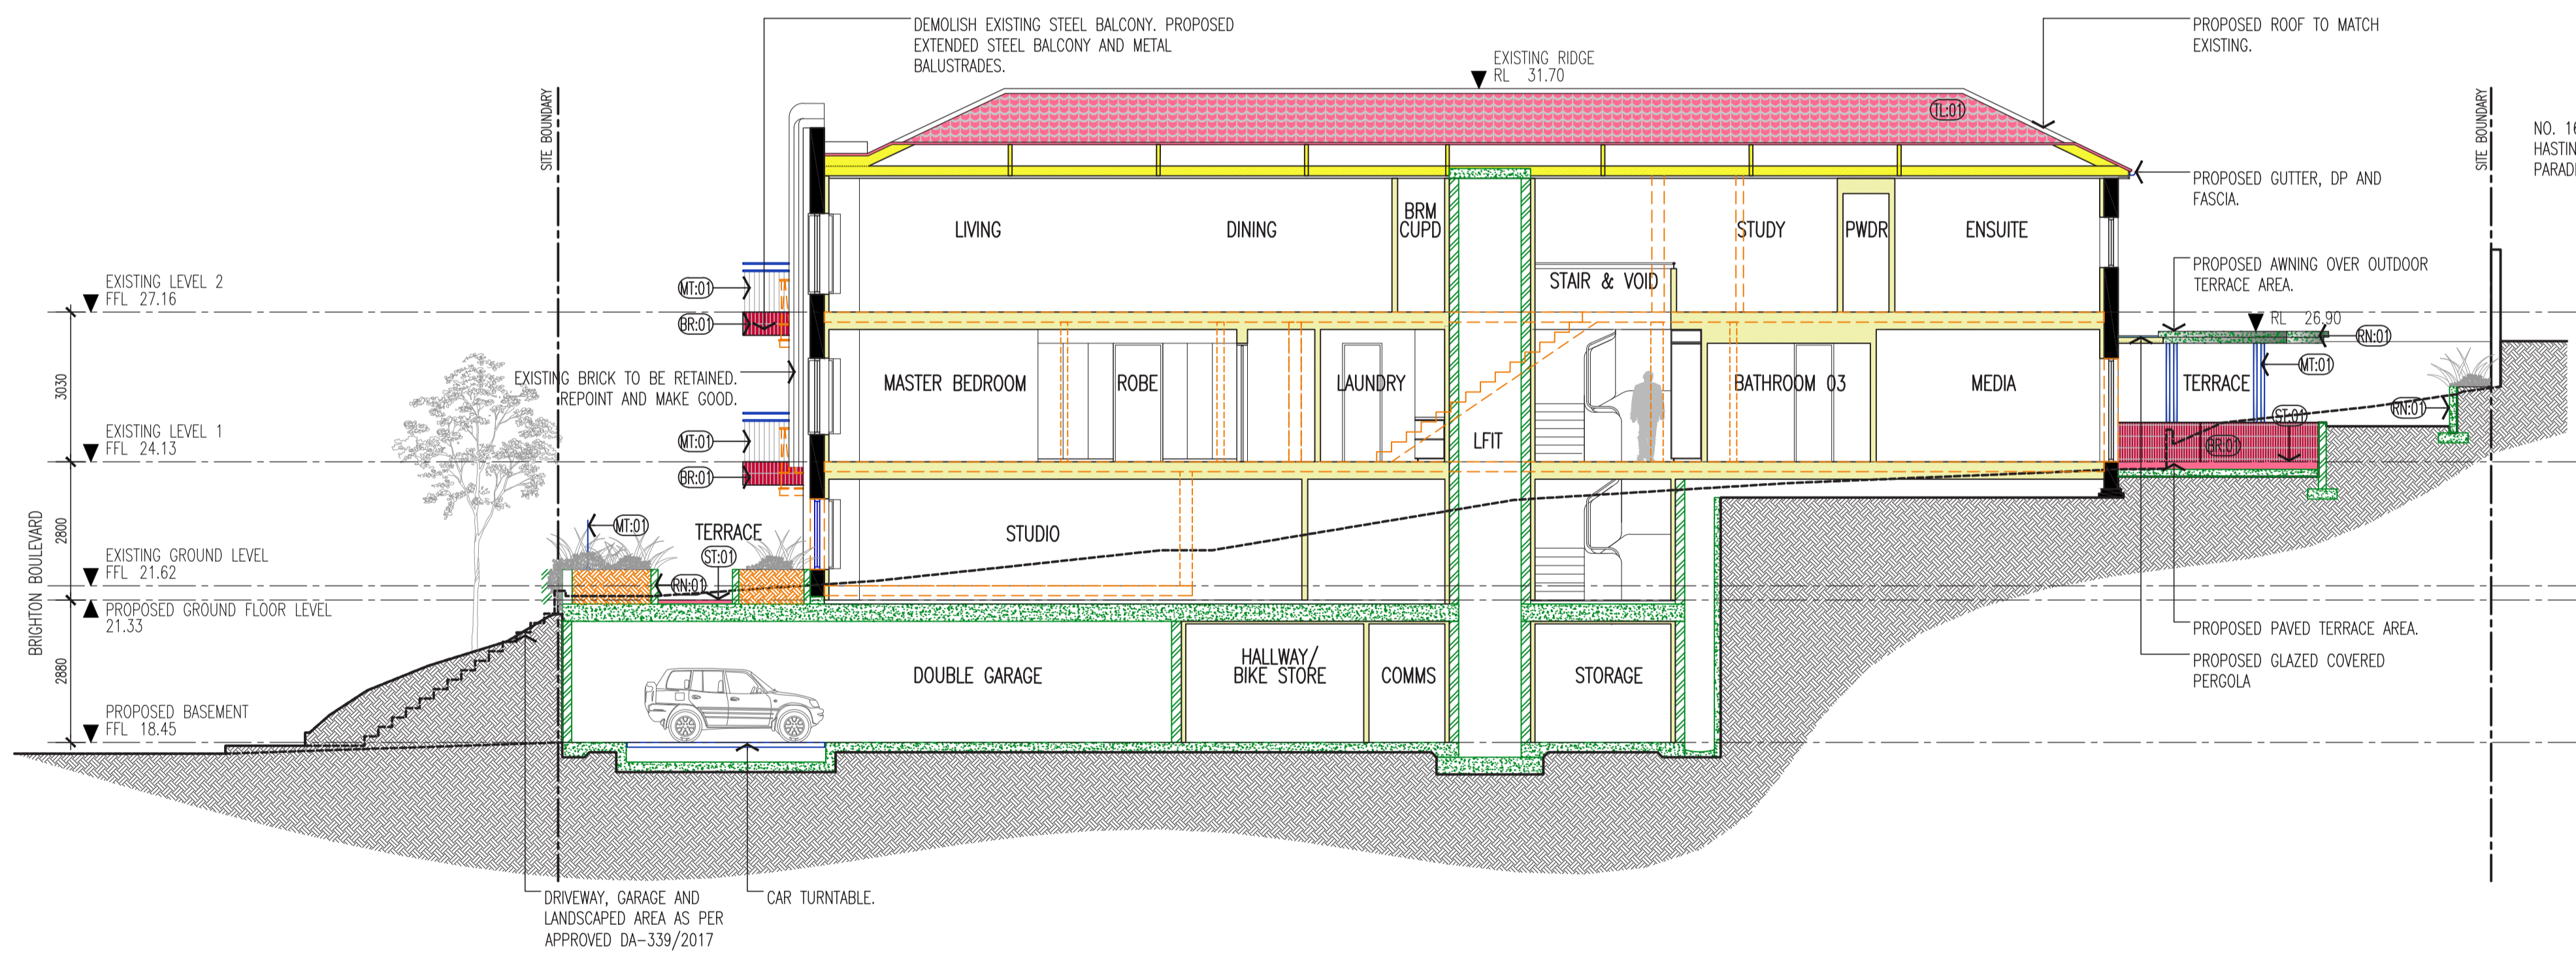 DEMOLISH EXISTING STEEL BALCONY. PROPOSED
EXTENDED STEEL BALCONY AND METAL
BALUSTRADES.
EXISTING RIDGE
RL 31.70
PROPOSED ROOF TO MATCH
EXISTING.
SITE BOUNDARY
SITE BOUNDARY
TL:01
PROPOSED GUTTER, DP AND
FASCIA.
LIVING
DINING
BRM
CUPD
STUDY
PWDR
ENSUITE
STAIR & VOID
PROPOSED AWNING OVER OUTDOOR
TERRACE AREA.
EXISTING LEVEL 2
FFL 27.16
MT:01
BR:01
RL 26.90
RN:01
EXISTING BRICK TO BE RETAINED.
REPOINT AND MAKE GOOD.
MASTER BEDROOM
ROBE
LAUNDRY
BATHROOM 03
MEDIA
TERRACE
MT:01
RN:01
ST:01
BR:01
3030
EXISTING LEVEL 1
FFL 24.13
MT:01
BR:01
LFIT
BRIGHTON BOULEVARD
2800
MT:01
TERRACE
ST:01
RN:01
STUDIO
EXISTING GROUND LEVEL
FFL 21.62
PROPOSED GROUND FLOOR LEVEL
21.33
2880
DOUBLE GARAGE
HALLWAY/
BIKE STORE
COMMS
STORAGE
PROPOSED PAVED TERRACE AREA.
PROPOSED GLAZED COVERED
PERGOLA
PROPOSED BASEMENT
FFL 18.45
DRIVEWAY, GARAGE AND
LANDSCAPED AREA AS PER
APPROVED DA-339/2017
CAR TURNTABLE.